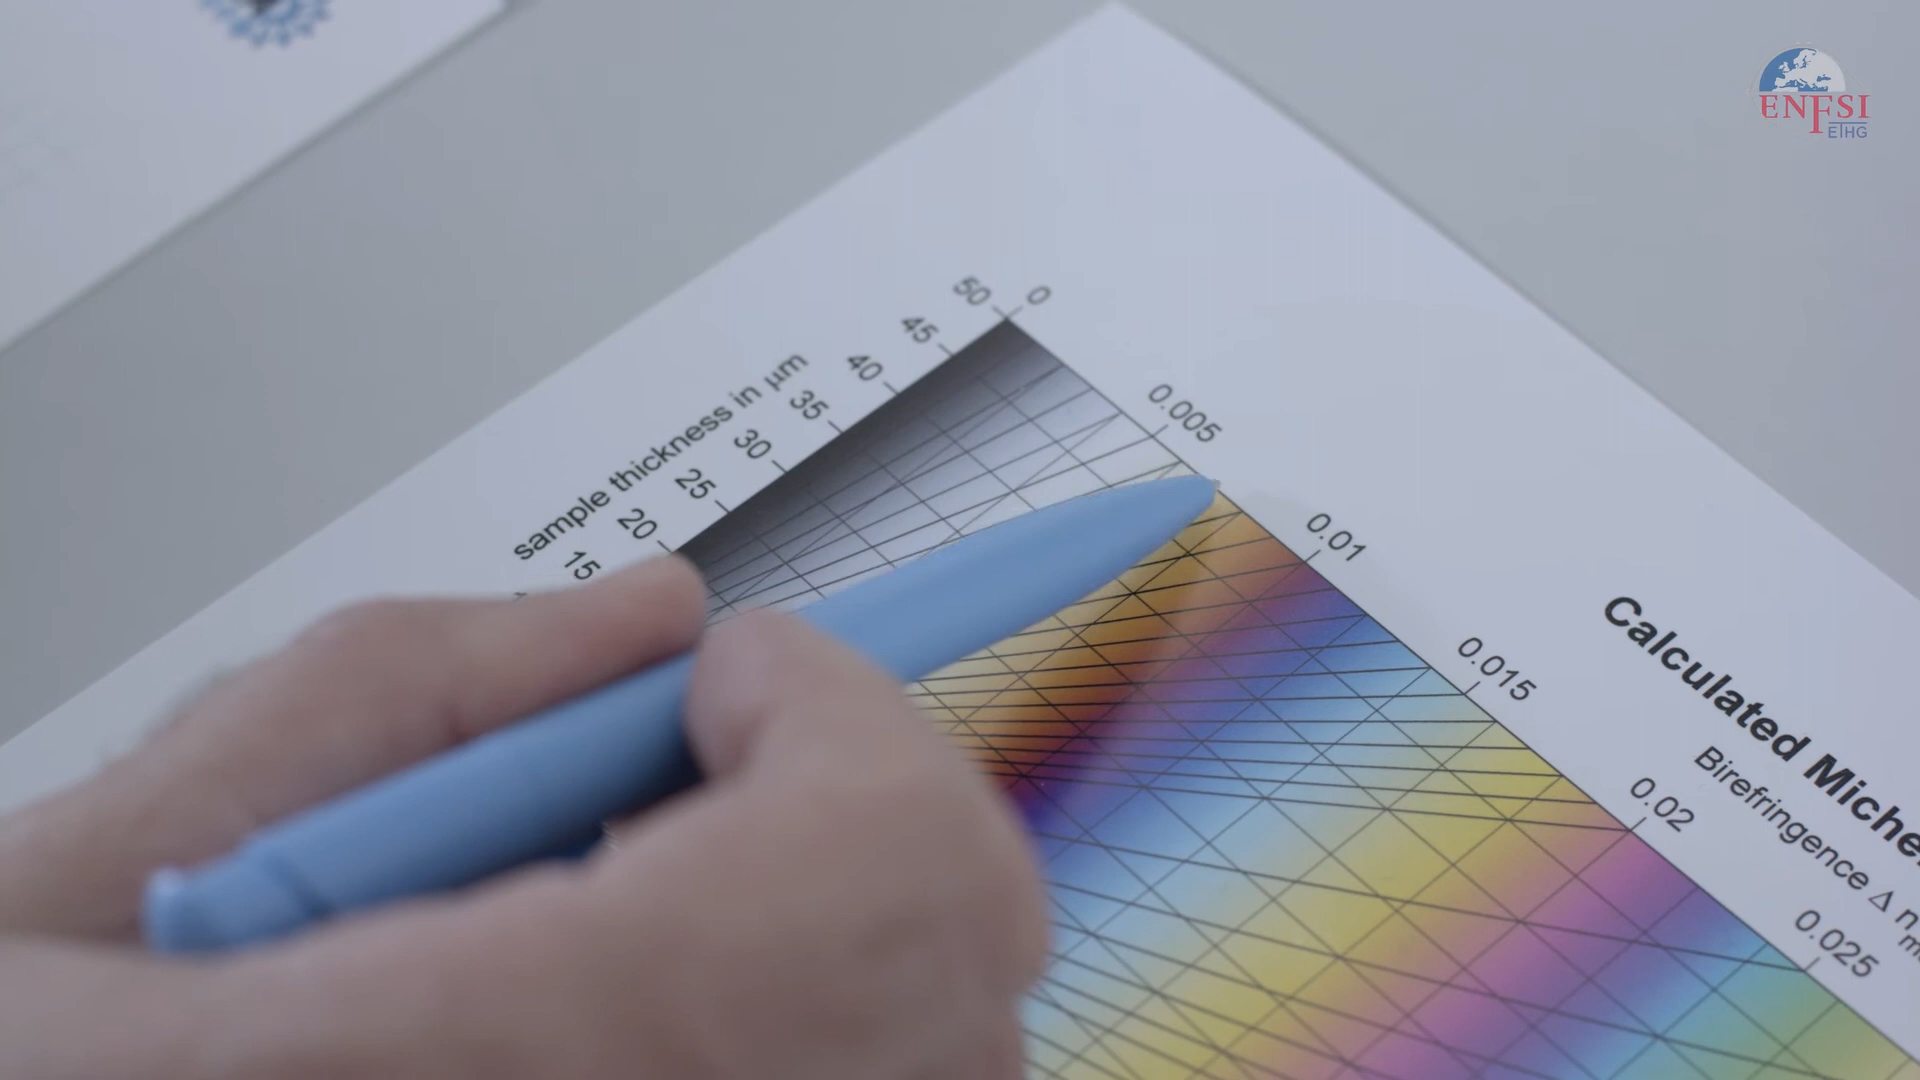 ENFSI
EIHG
50
45
40
35
30
25
20
15
sample thickness in µm
0
0.005
0.01
0.015
0.02
0.025
Calculated Miche
Birefringence Δ n